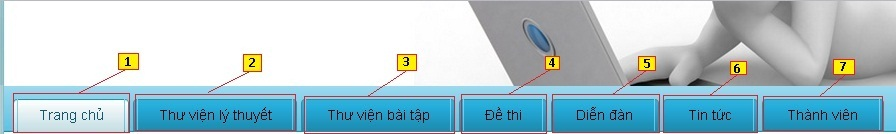 1 2 3 4 5 6 7
Trang chủ Thư viện lý thuyết Thư viện bài tập Đề thi Diễn đàn Tin tức Thành viên